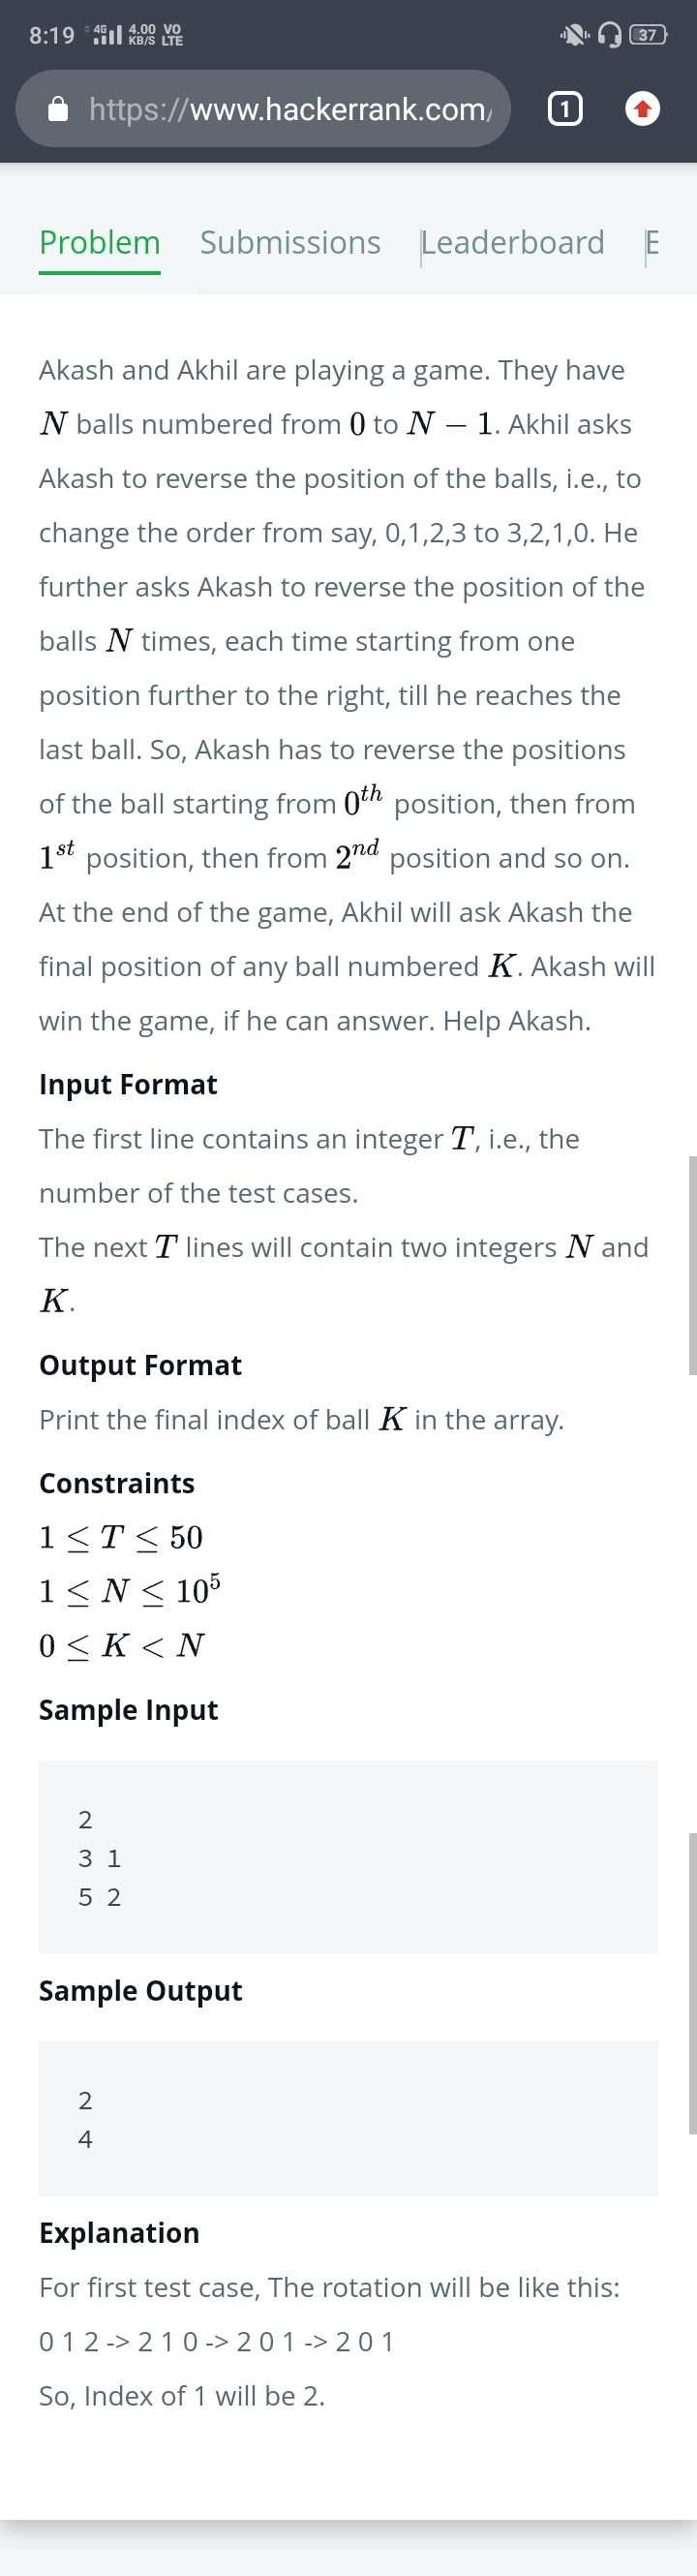 8:19 4G 4.00 KB/S VO LTE 37
https://www.hackerrank.com/ 1
Problem Submissions Leaderboard E
Akash and Akhil are playing a game. They have
N balls numbered from 0 to N − 1. Akhil asks
Akash to reverse the position of the balls, i.e., to
change the order from say, 0,1,2,3 to 3,2,1,0. He
further asks Akash to reverse the position of the
balls N times, each time starting from one
position further to the right, till he reaches the
last ball. So, Akash has to reverse the positions
of the ball starting from 0^th position, then from
1^st position, then from 2^nd position and so on.
At the end of the game, Akhil will ask Akash the
final position of any ball numbered K. Akash will
win the game, if he can answer. Help Akash.
Input Format
The first line contains an integer T, i.e., the
number of the test cases.
The next T lines will contain two integers N and
K.
Output Format
Print the final index of ball K in the array.
Constraints
1 ≤ T ≤ 50
1 ≤ N ≤ 10^5
0 ≤ K < N
Sample Input
2
3 1
5 2
Sample Output
2
4
Explanation
For first test case, The rotation will be like this:
0 1 2 -> 2 1 0 -> 2 0 1 -> 2 0 1
So, Index of 1 will be 2.